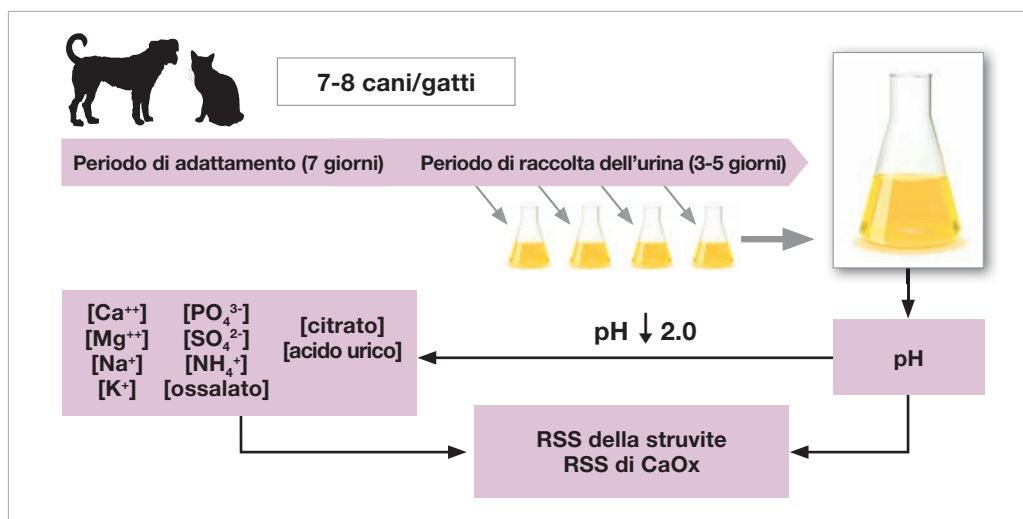 7-8 cani/gatti
Periodo di adattamento (7 giorni)
Periodo di raccolta dell'urina (3-5 giorni)
[Ca⁺⁺]
[Mg⁺⁺]
[Na⁺]
[K⁺]
[PO₄³⁻]
[SO₄²⁻]
[NH₄⁺]
[ossalato]
[citrato]
[acido urico]
pH ↓ 2.0
pH
RSS della struvite
RSS di CaOx